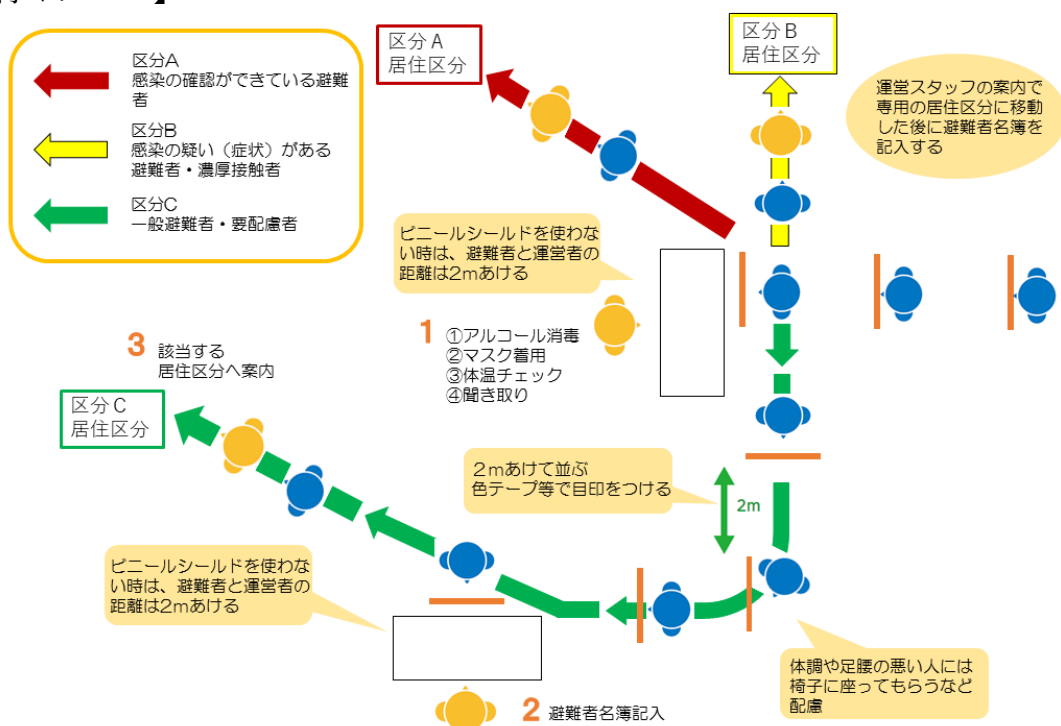 区分A
感染の確認ができている避難
者
区分B
感染の疑い（症状）がある
避難者・濃厚接触者
区分C
一般避難者・要配慮者
区分A
居住区分
区分B
居住区分
運営スタッフの案内で
専用の居住区分に移動
した後に避難者名簿を
記入する
ビニールシールドを使わな
い時は、避難者と運営者の
距離は2mあける
1
①アルコール消毒
②マスク着用
③体温チェック
④聞き取り
3
該当する
居住区分へ案内
区分C
居住区分
２ｍあけて並ぶ
色テープ等で目印をつける
2m
ビニールシールドを使わな
い時は、避難者と運営者の
距離は2mあける
体調や足腰の悪い人には
椅子に座ってもらうなど
配慮
2 避難者名簿記入